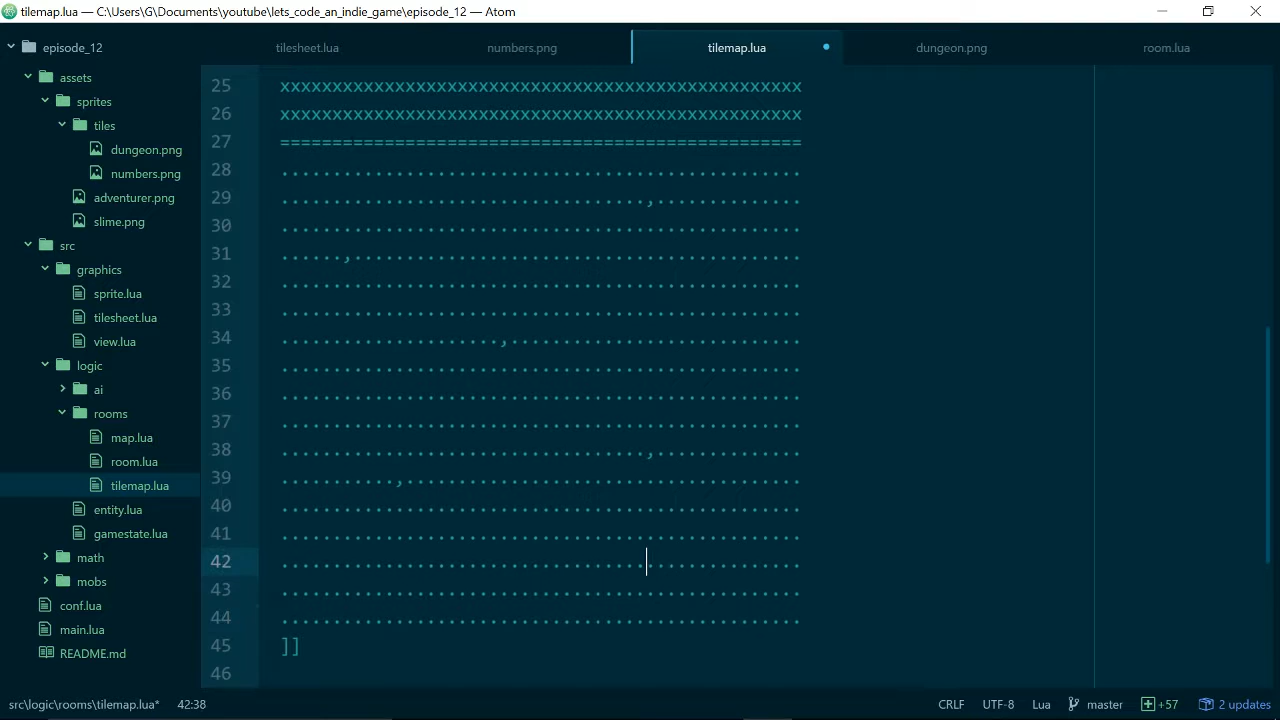 tilemap.lua — C:\Users\G\Documents\youtube\lets_code_an_indie_game\episode_12 — Atom
episode_12
assets
sprites
tiles
dungeon.png
numbers.png
adventurer.png
slime.png
src
graphics
sprite.lua
tilesheet.lua
view.lua
logic
ai
rooms
map.lua
room.lua
tilemap.lua
entity.lua
gamestate.lua
math
mobs
conf.lua
main.lua
README.md
tilesheet.lua numbers.png tilemap.lua dungeon.png room.lua
25 xxxxxxxxxxxxxxxxxxxxxxxxxxxxxxxxxxxxxxxxxxxxxxxxxx
26 xxxxxxxxxxxxxxxxxxxxxxxxxxxxxxxxxxxxxxxxxxxxxxxxxx
27 ==================================================
28 ..................................................
29 ...................................,..............
30 ..................................................
31 ......,...........................................
32 ..................................................
33 ..................................................
34 .....................,............................
35 ..................................................
36 ..................................................
37 ..................................................
38 ...................................,..............
39 ...........,......................................
40 ..................................................
41 ..................................................
42 ..................................................
43 ..................................................
44 ..................................................
45 ]]
46
src\logic\rooms\tilemap.lua* 42:38 CRLF UTF-8 Lua master +57 2 updates